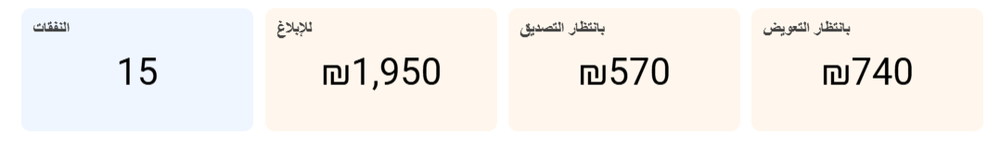 بانتظار التعويض
₪740
بانتظار التصديق
₪570
للإبلاغ
₪1,950
النفقات
15